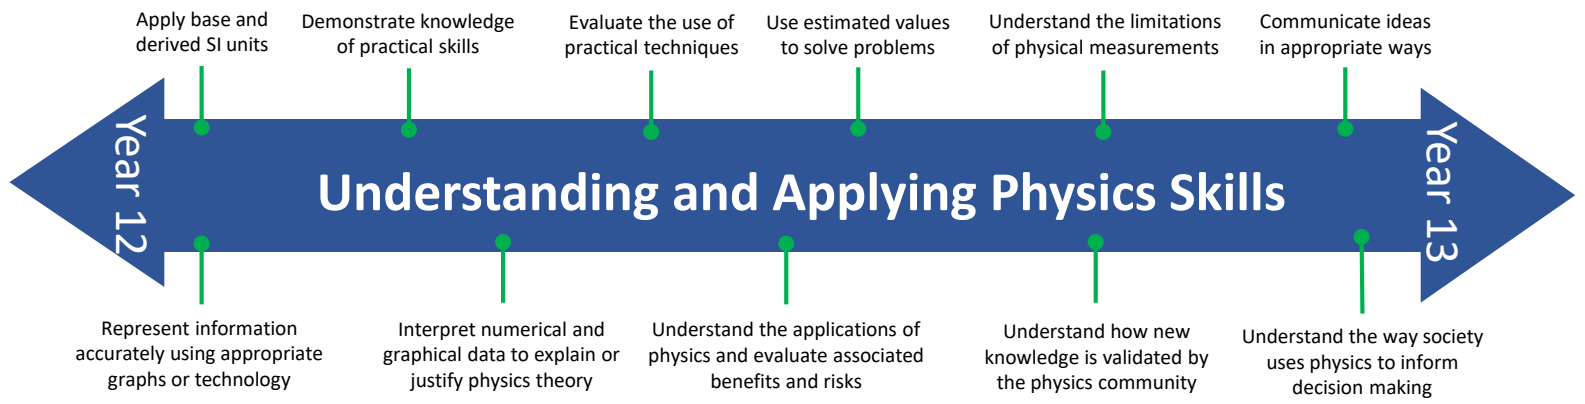 Apply base and
derived SI units
Demonstrate knowledge
of practical skills
Evaluate the use of
practical techniques
Use estimated values
to solve problems
Understand the limitations
of physical measurements
Communicate ideas
in appropriate ways
Year 12
Understanding and Applying Physics Skills
Year 13
Represent information
accurately using appropriate
graphs or technology
Interpret numerical and
graphical data to explain or
justify physics theory
Understand the applications of
physics and evaluate associated
benefits and risks
Understand how new
knowledge is validated by
the physics community
Understand the way society
uses physics to inform
decision making